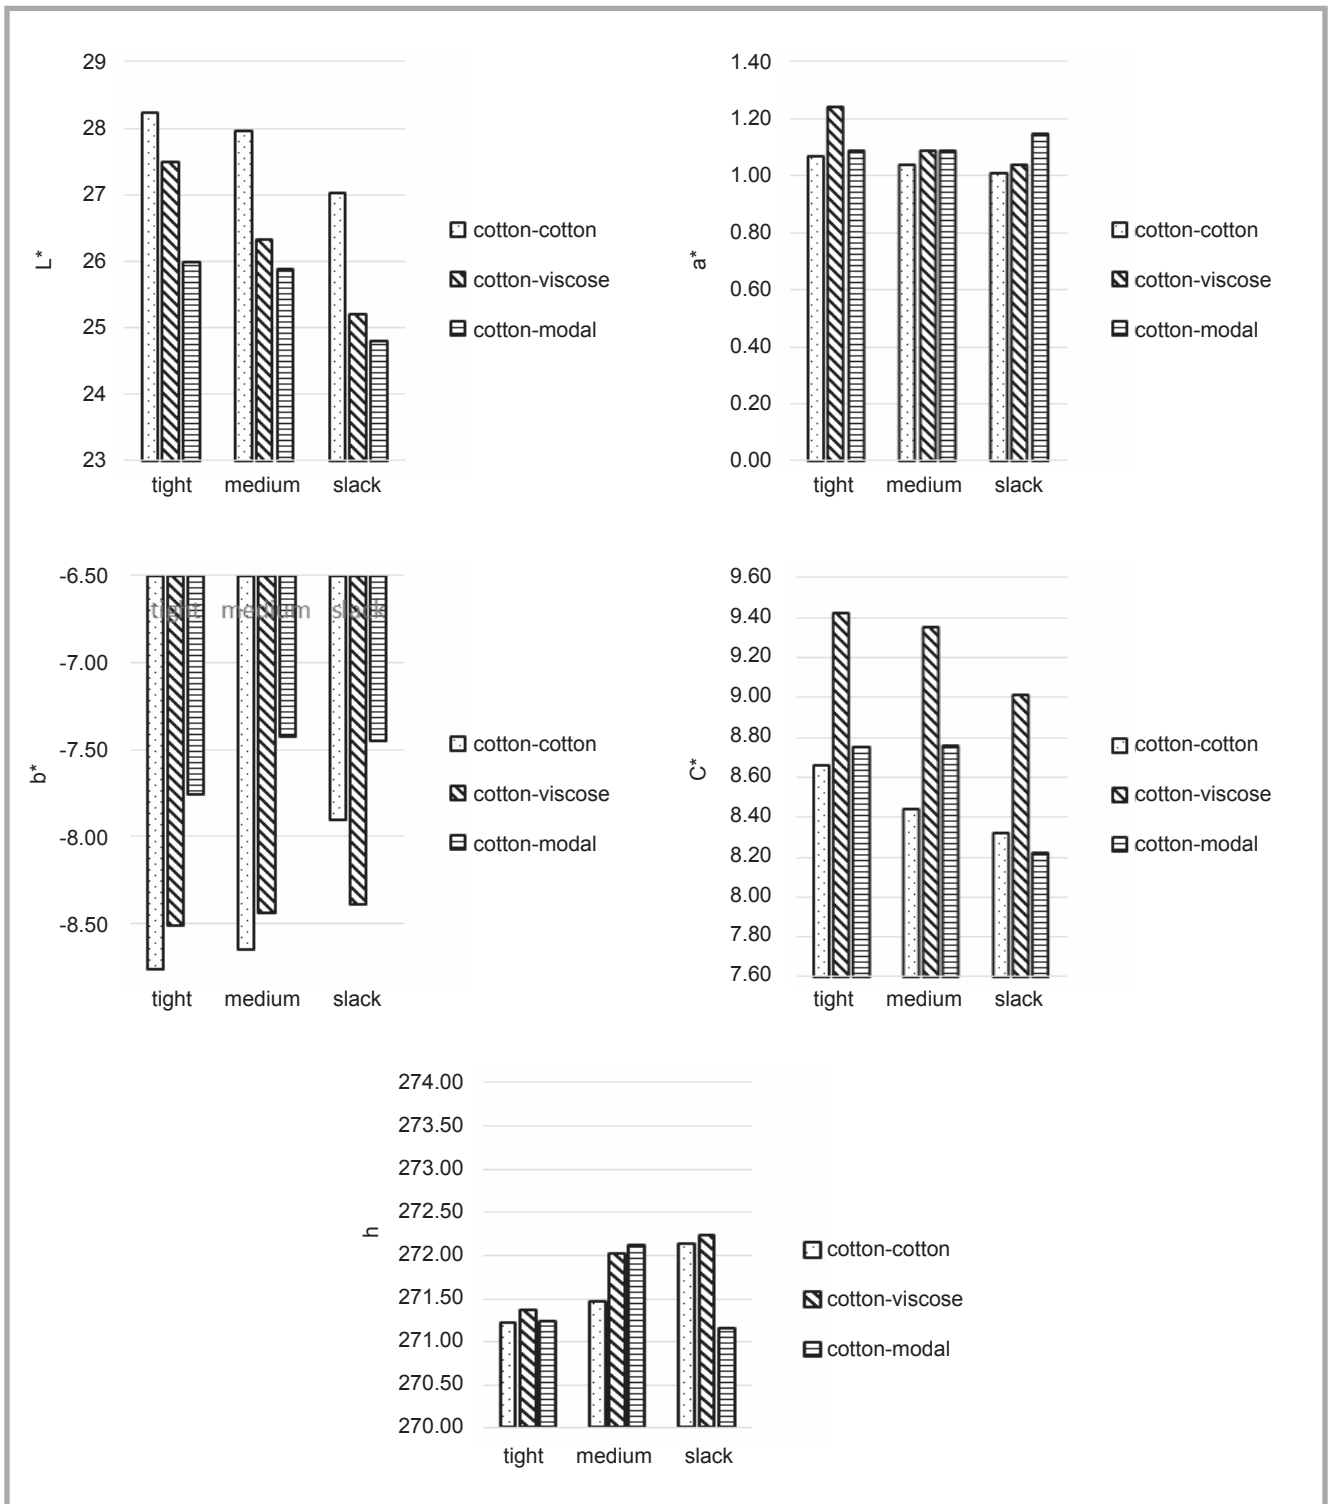 29
28
27
26
25
24
23
L*
tight medium slack
cotton-cotton
cotton-viscose
cotton-modal
1.40
1.20
1.00
0.80
0.60
0.40
0.20
0.00
a*
tight medium slack
cotton-cotton
cotton-viscose
cotton-modal
-6.50
-7.00
-7.50
-8.00
-8.50
b*
tight medium slack
tight medium slack
cotton-cotton
cotton-viscose
cotton-modal
9.60
9.40
9.20
9.00
8.80
8.60
8.40
8.20
8.00
7.80
7.60
C*
tight medium slack
cotton-cotton
cotton-viscose
cotton-modal
274.00
273.50
273.00
272.50
272.00
271.50
271.00
270.50
270.00
h
tight medium slack
cotton-cotton
cotton-viscose
cotton-modal